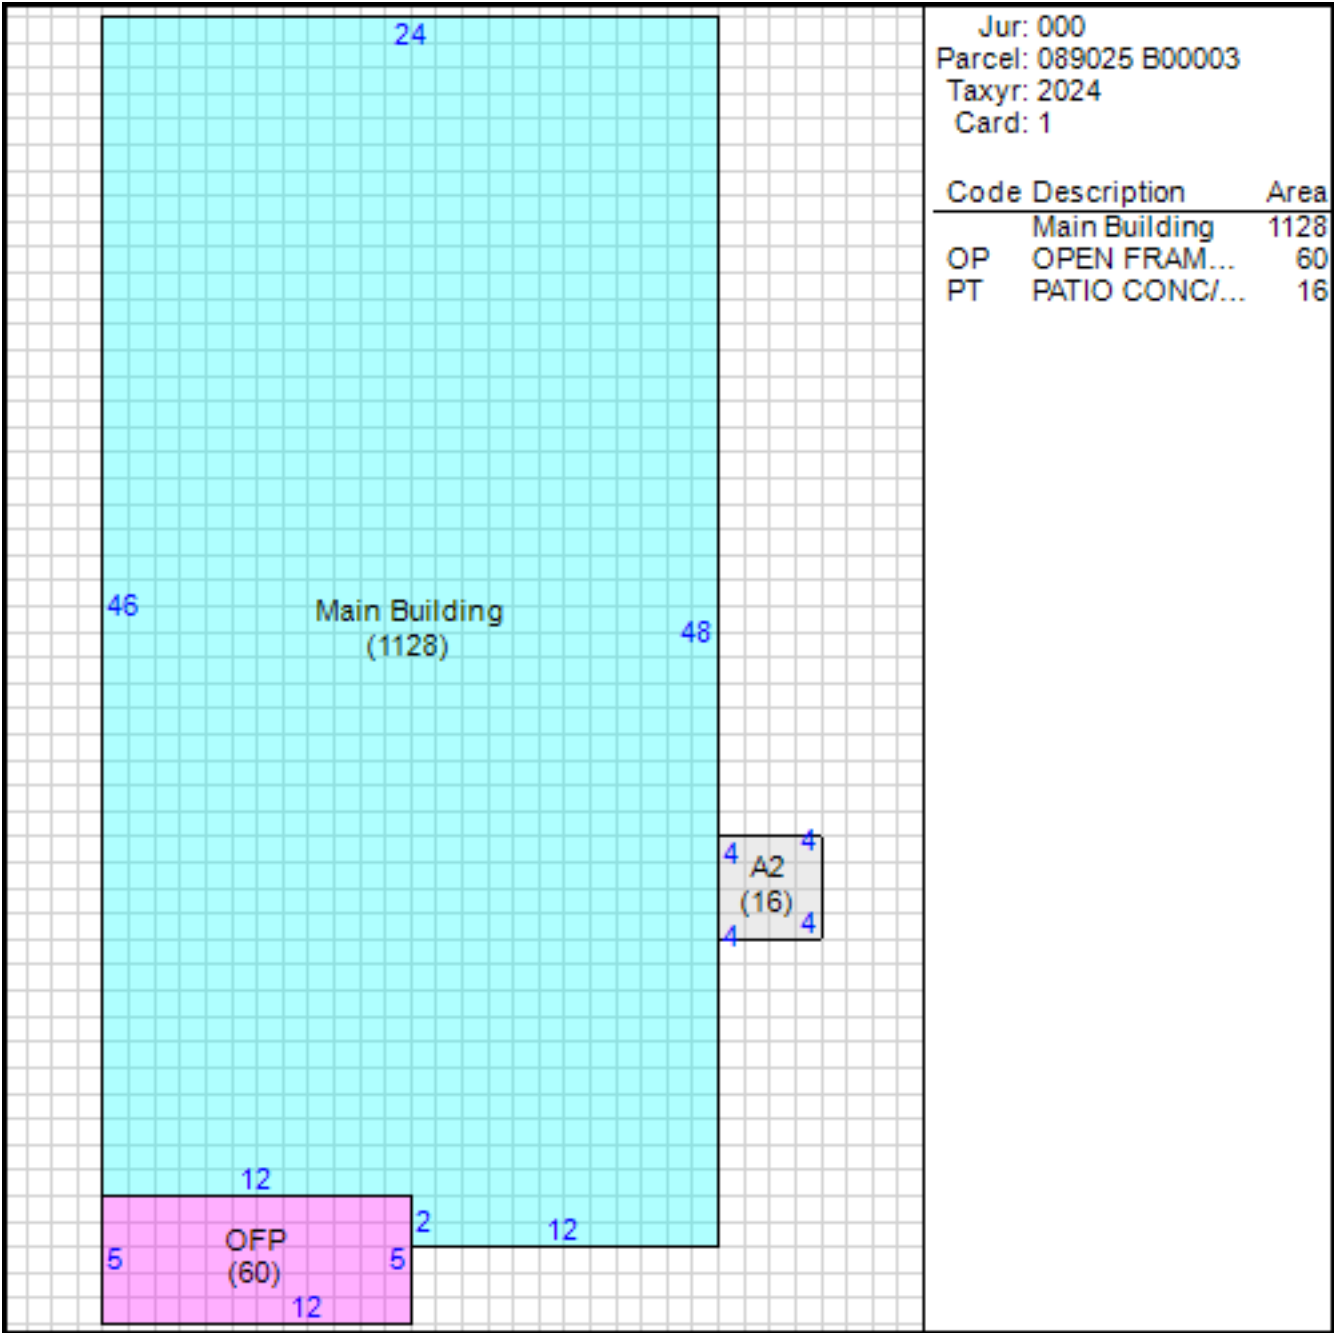 24
46
Main Building
(1128)
48
4
4
A2
(16)
4
4
12
2
12
OFP
(60)
5
5
12
Jur: 000
Parcel: 089025 B00003
Taxyr: 2024
Card: 1
Code Description Area
Main Building 1128
OP OPEN FRAM... 60
PT PATIO CONC/... 16